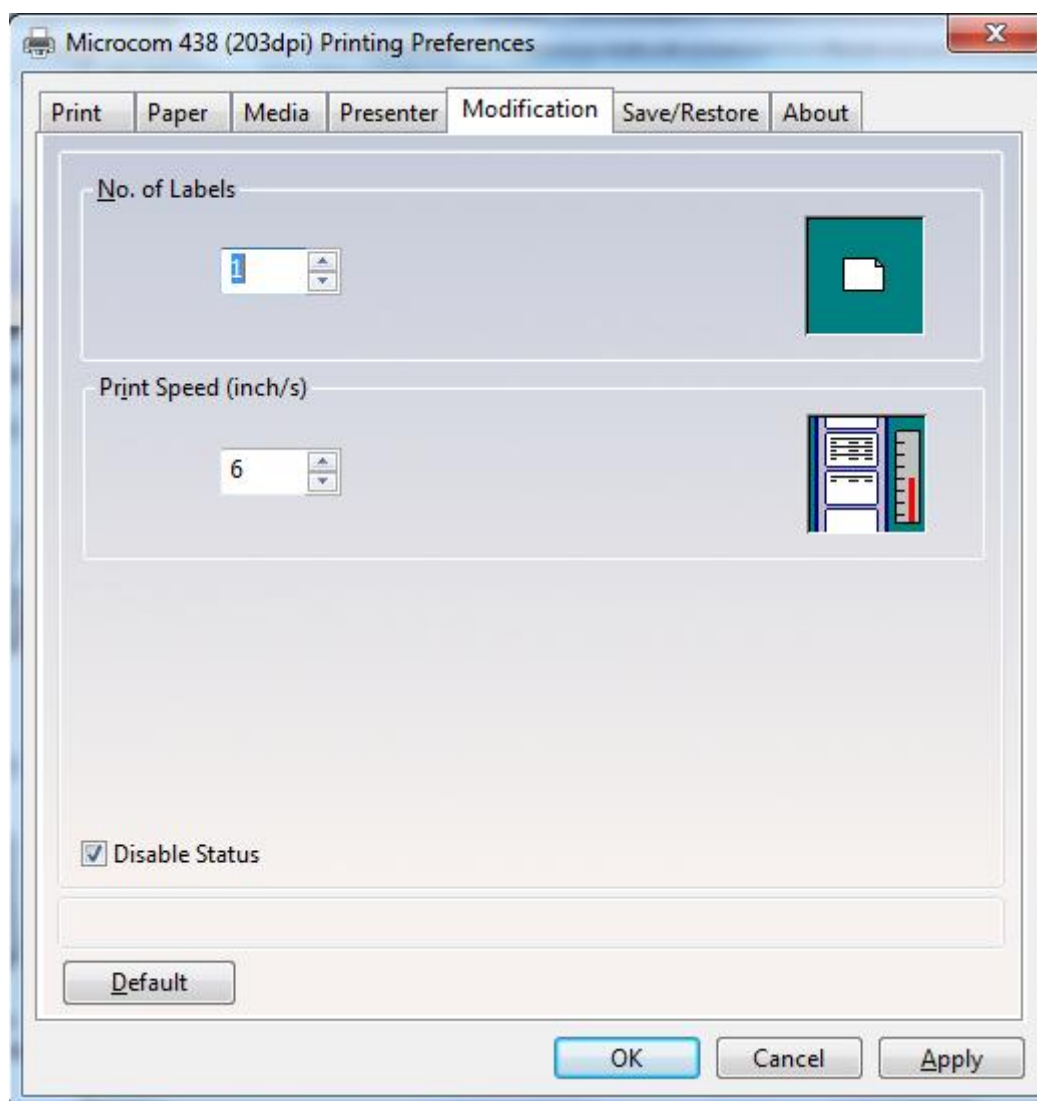 Microcom 438 (203dpi) Printing Preferences
Print Paper Media Presenter Modification Save/Restore About
No. of Labels
1
Print Speed (inch/s)
6
Disable Status
Default
OK Cancel Apply